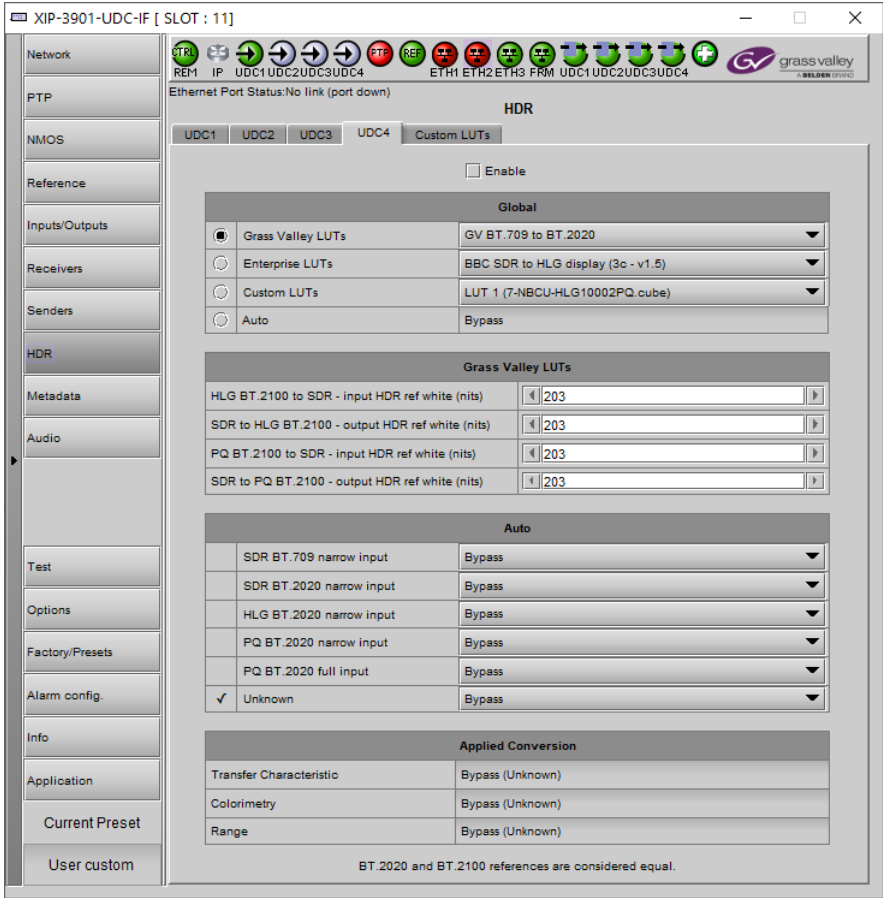 XIP-3901-UDC-IF [ SLOT : 11]
CTRL PTP REF
REM IP UDC1 UDC2 UDC3 UDC4 ETH1 ETH2 ETH3 FRM UDC1 UDC2 UDC3 UDC4
GV grass valley
A BELDEN BRAND
Ethernet Port Status:No link (port down)
Network
PTP
NMOS
Reference
Inputs/Outputs
Receivers
Senders
HDR
Metadada
Audio
Test
Options
Factory/Presets
Alarm config.
Info
Application
Current Preset
User custom
HDR
UDC1 UDC2 UDC3 UDC4 Custom LUTs
Enable
Global
Grass Valley LUTs GV BT.709 to BT.2020
Enterprise LUTs BBC SDR to HLG display (3c - v1.5)
Custom LUTs LUT 1 (7-NBCU-HLG10002PQ.cube)
Auto Bypass
Grass Valley LUTs
HLG BT.2100 to SDR - input HDR ref white (nits) 203
SDR to HLG BT.2100 - output HDR ref white (nits) 203
PQ BT.2100 to SDR - input HDR ref white (nits) 203
SDR to PQ BT.2100 - output HDR ref white (nits) 203
Auto
SDR BT.709 narrow input Bypass
SDR BT.2020 narrow input Bypass
HLG BT.2020 narrow input Bypass
PQ BT.2020 narrow input Bypass
PQ BT.2020 full input Bypass
✓ Unknown Bypass
Applied Conversion
Transfer Characteristic Bypass (Unknown)
Colorimetry Bypass (Unknown)
Range Bypass (Unknown)
BT.2020 and BT.2100 references are considered equal.